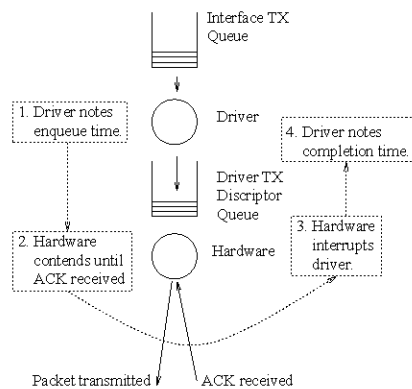 Interface TX
Queue
1. Driver notes
enqueue time.
Driver
4. Driver notes
completion time.
Driver TX
Discriptor
Queue
2. Hardware
contends until
ACK received
Hardware
3. Hardware
interrupts
driver.
Packet transmitted
ACK received